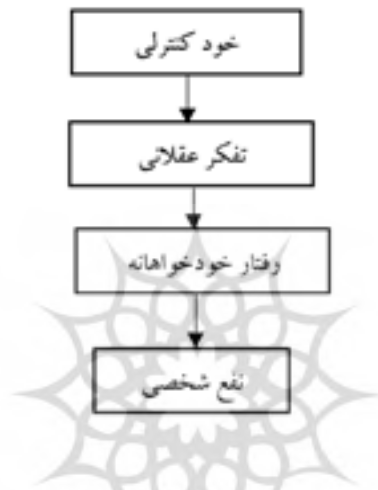 خود کنترلی
تفکر عقلانی
رفتار خودخواهانه
نفع شخصی